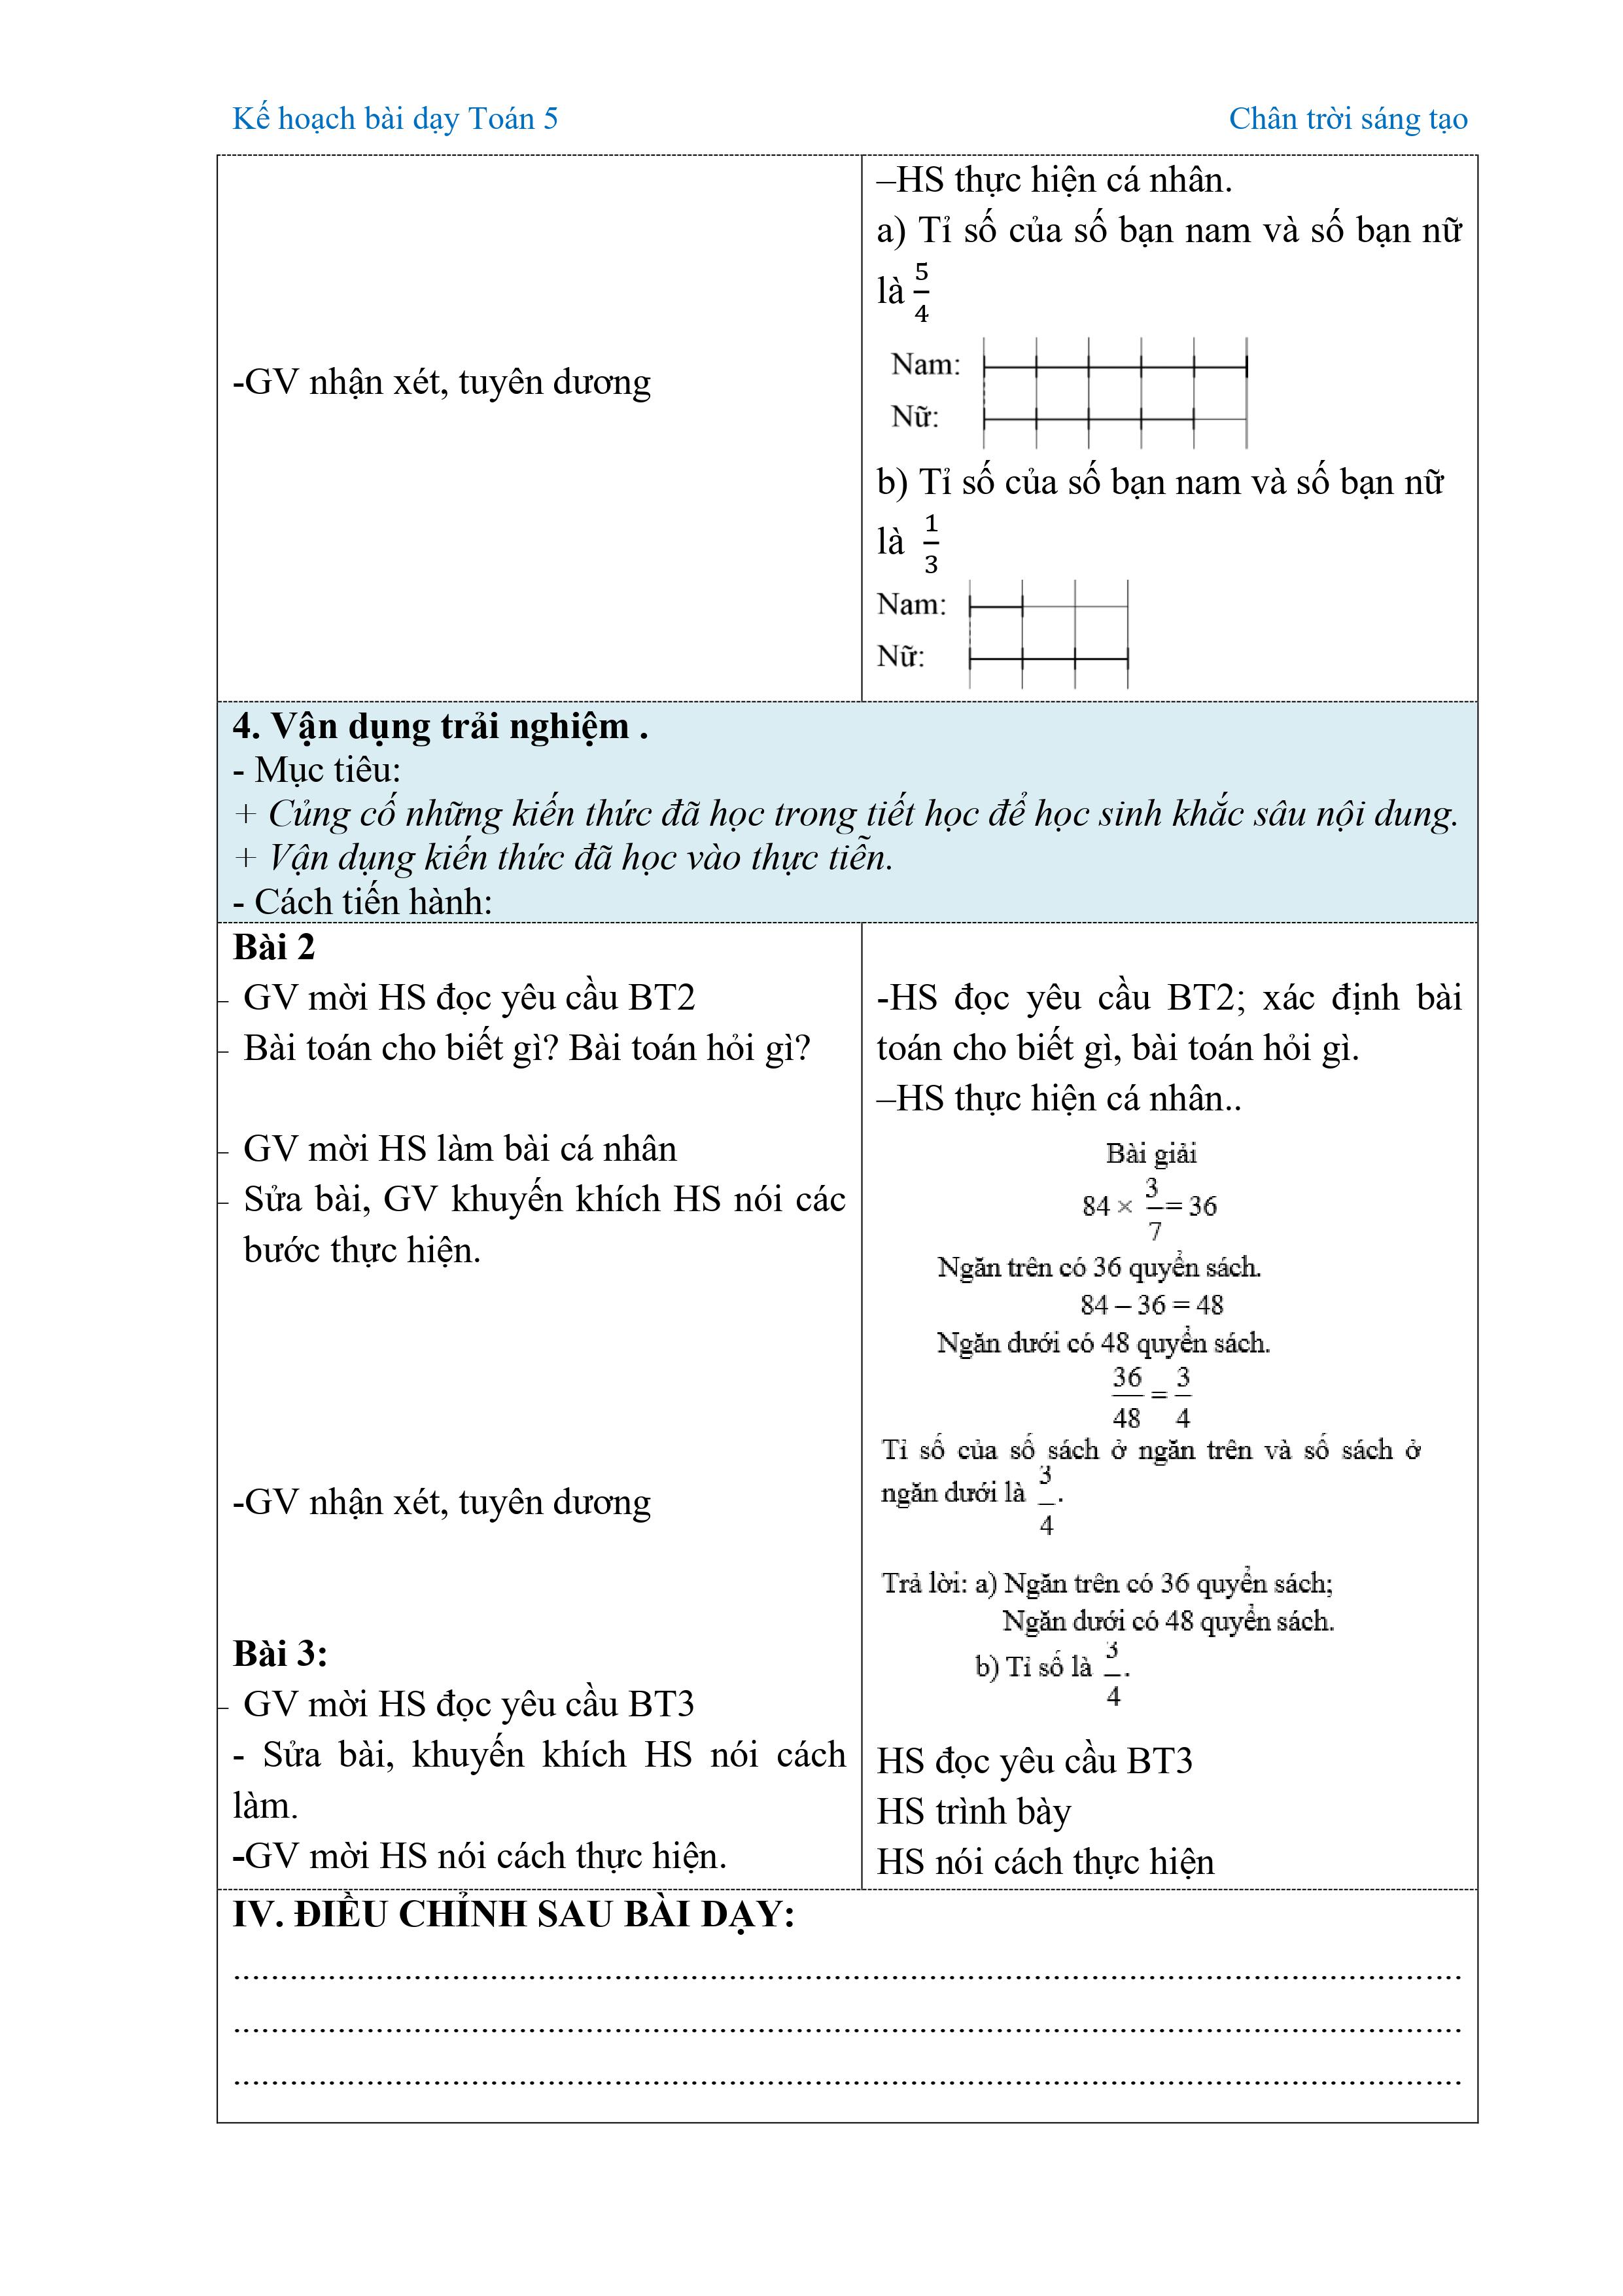 Kế hoạch bài dạy Toán 5 Chân trời sáng tạo
–HS thực hiện cá nhân.
a) Tỉ số của số bạn nam và số bạn nữ
là 5/4
-GV nhận xét, tuyên dương
Nam:
Nữ:
b) Tỉ số của số bạn nam và số bạn nữ
là 1/3
Nam:
Nữ:
4. Vận dụng trải nghiệm .
- Mục tiêu:
+ Củng cố những kiến thức đã học trong tiết học để học sinh khắc sâu nội dung.
+ Vận dụng kiến thức đã học vào thực tiễn.
- Cách tiến hành:
Bài 2
– GV mời HS đọc yêu cầu BT2
– Bài toán cho biết gì? Bài toán hỏi gì?
– GV mời HS làm bài cá nhân
– Sửa bài, GV khuyến khích HS nói các
bước thực hiện.
-GV nhận xét, tuyên dương
Bài 3:
– GV mời HS đọc yêu cầu BT3
- Sửa bài, khuyến khích HS nói cách
làm.
-GV mời HS nói cách thực hiện.
-HS đọc yêu cầu BT2; xác định bài
toán cho biết gì, bài toán hỏi gì.
–HS thực hiện cá nhân..
Bài giải
84 × 3/7 = 36
Ngăn trên có 36 quyển sách.
84 – 36 = 48
Ngăn dưới có 48 quyển sách.
36/48 = 3/4
Tỉ số của số sách ở ngăn trên và số sách ở
ngăn dưới là 3/4.
Trả lời: a) Ngăn trên có 36 quyển sách;
Ngăn dưới có 48 quyển sách.
b) Tỉ số là 3/4.
HS đọc yêu cầu BT3
HS trình bày
HS nói cách thực hiện
IV. ĐIỀU CHỈNH SAU BÀI DẠY:
........................................................................................................................
........................................................................................................................
........................................................................................................................